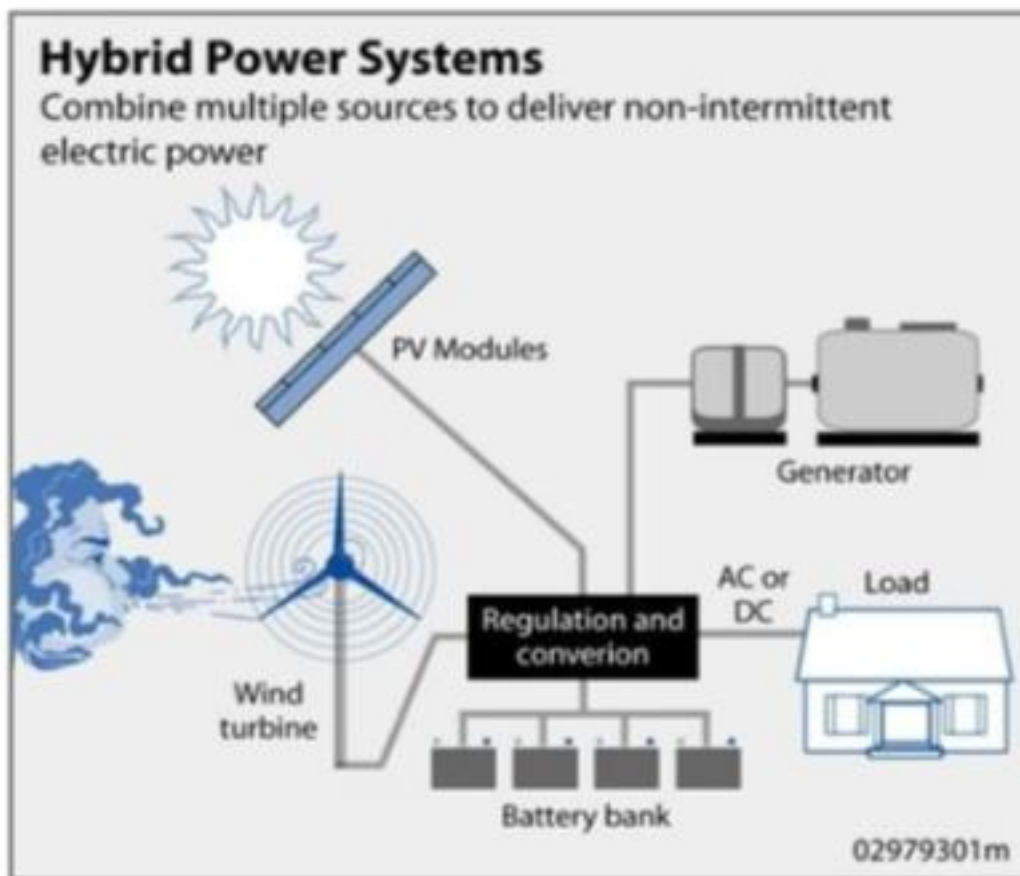 Hybrid Power Systems
Combine multiple sources to deliver non-intermittent
electric power
PV Modules
Generator
AC or
DC
Load
Regulation and
converion
Wind
turbine
Battery bank
02979301m